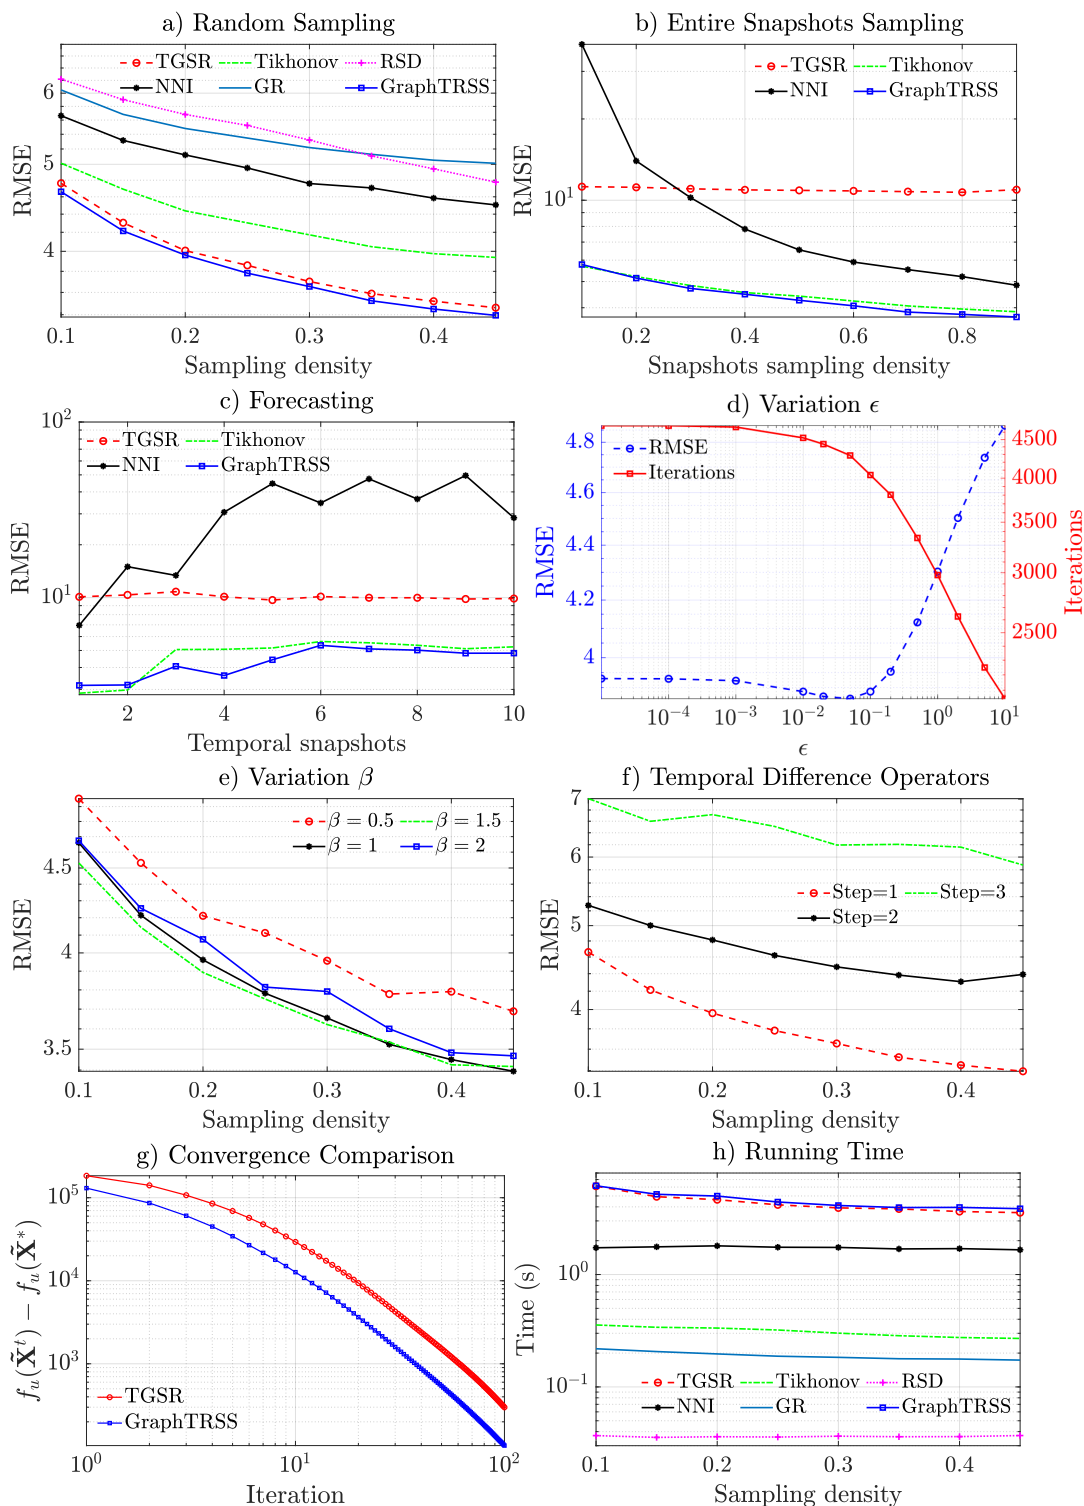 a) Random Sampling
TGSR Tikhonov RSD
NNI GR GraphTRSS
6
5
4
RMSE
0.1 0.2 0.3 0.4
Sampling density
b) Entire Snapshots Sampling
TGSR Tikhonov
NNI GraphTRSS
10^1
RMSE
0.2 0.4 0.6 0.8
Snapshots sampling density
c) Forecasting
10^2
TGSR Tikhonov
NNI GraphTRSS
10^1
RMSE
2 4 6 8 10
Temporal snapshots
d) Variation ϵ
RMSE
Iterations
4.8
4.6
4.4
4.2
4
RMSE
4500
4000
3500
3000
2500
Iterations
10^-4 10^-3 10^-2 10^-1 10^0 10^1
ϵ
e) Variation β
β = 0.5 β = 1.5
β = 1 β = 2
4.5
4
3.5
RMSE
0.1 0.2 0.3 0.4
Sampling density
f) Temporal Difference Operators
7
6
5
4
Step=1 Step=3
Step=2
RMSE
0.1 0.2 0.3 0.4
Sampling density
g) Convergence Comparison
10^5
10^4
10^3
f_u(X̃^t) − f_u(X̃^*)
TGSR
GraphTRSS
10^0 10^1 10^2
Iteration
h) Running Time
10^0
10^-1
Time (s)
TGSR Tikhonov RSD
NNI GR GraphTRSS
0.1 0.2 0.3 0.4
Sampling density